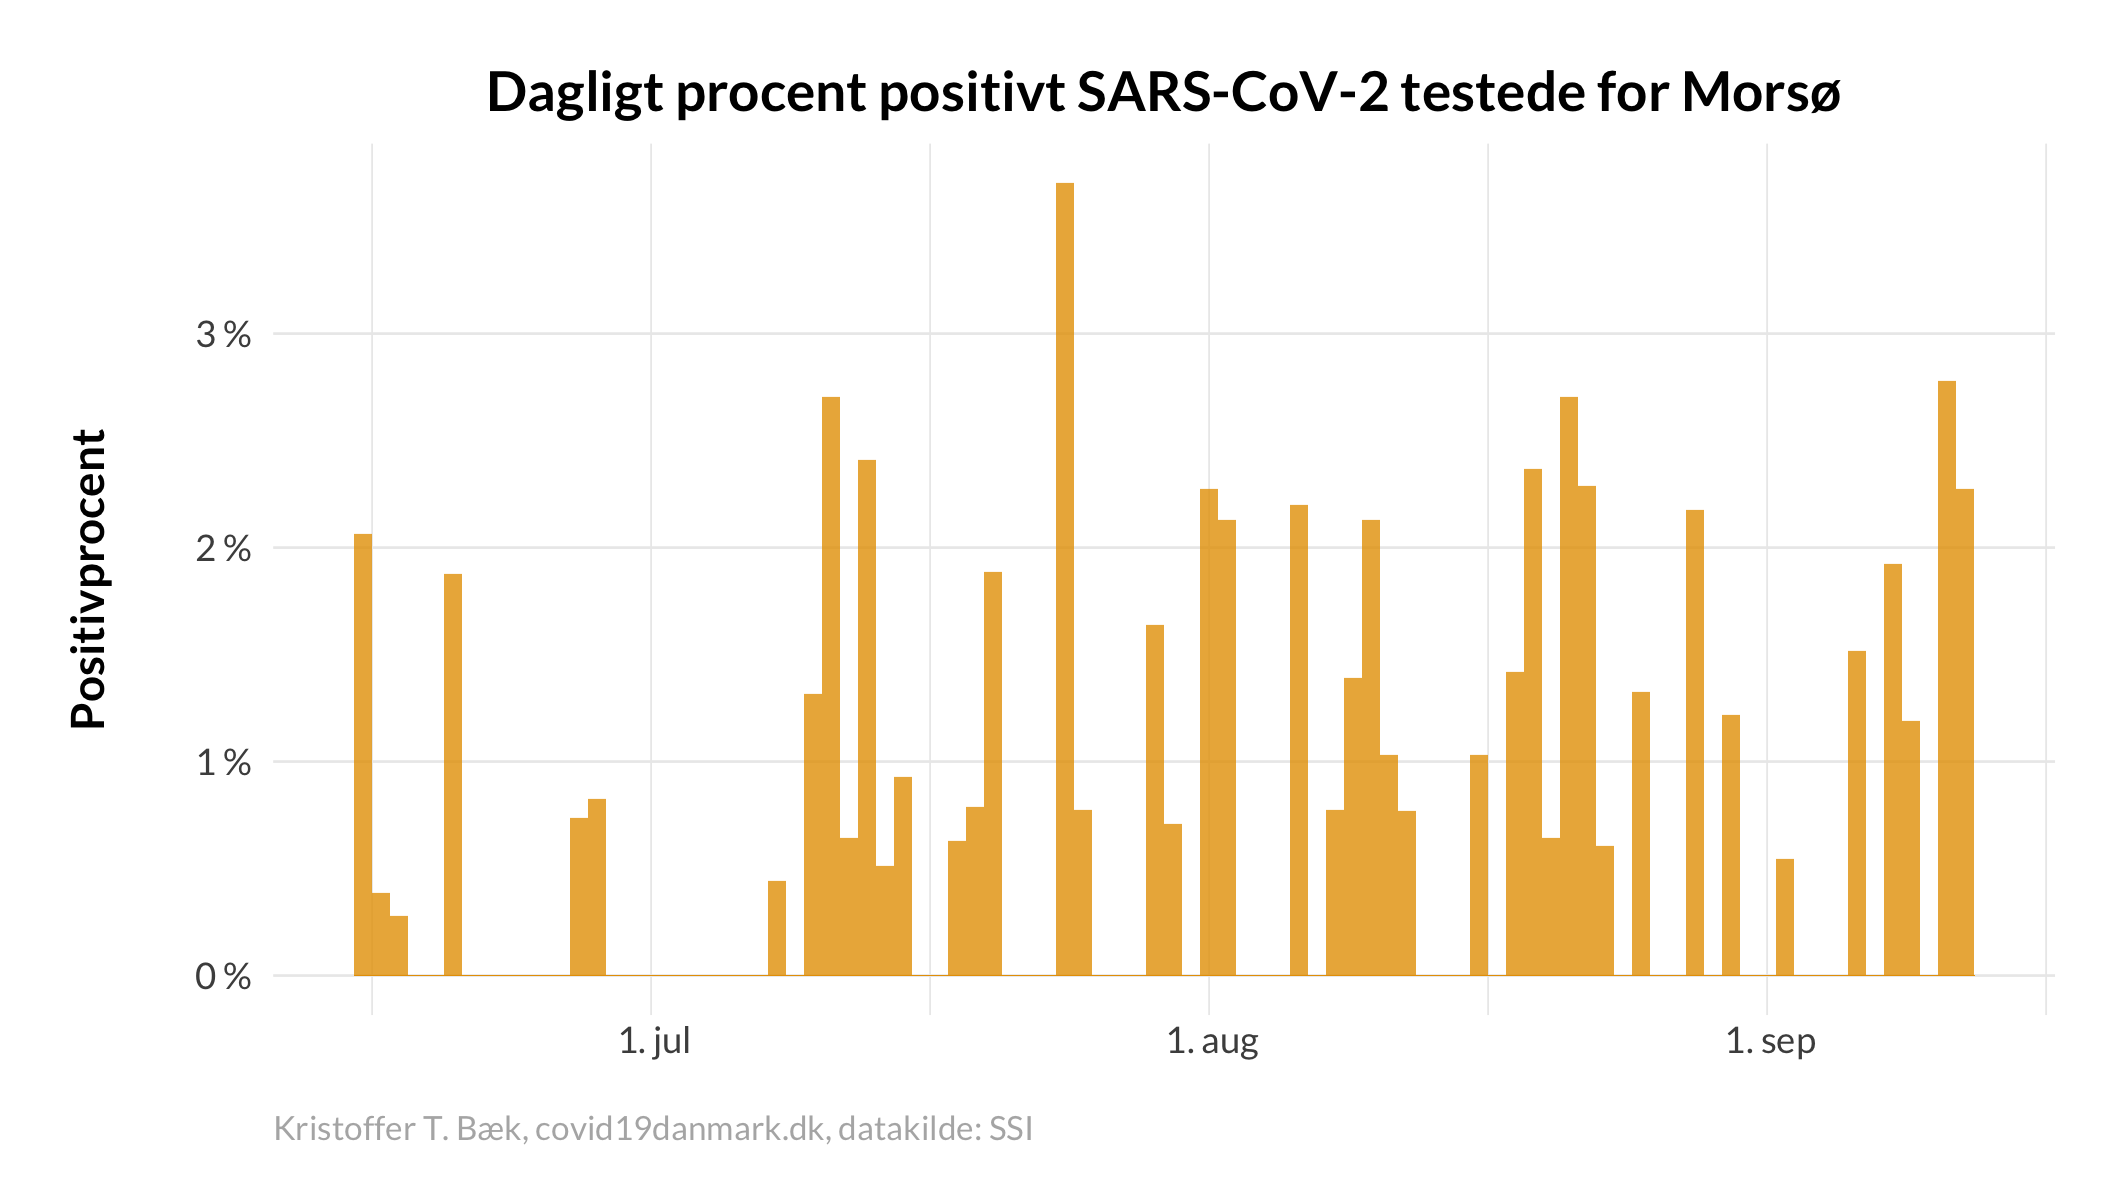 Dagligt procent positivt SARS-CoV-2 testede for Morsø
Positivprocent
3 %
2 %
1 %
0 %
1. jul
1. aug
1. sep
Kristoffer T. Bæk, covid19danmark.dk, datakilde: SSI